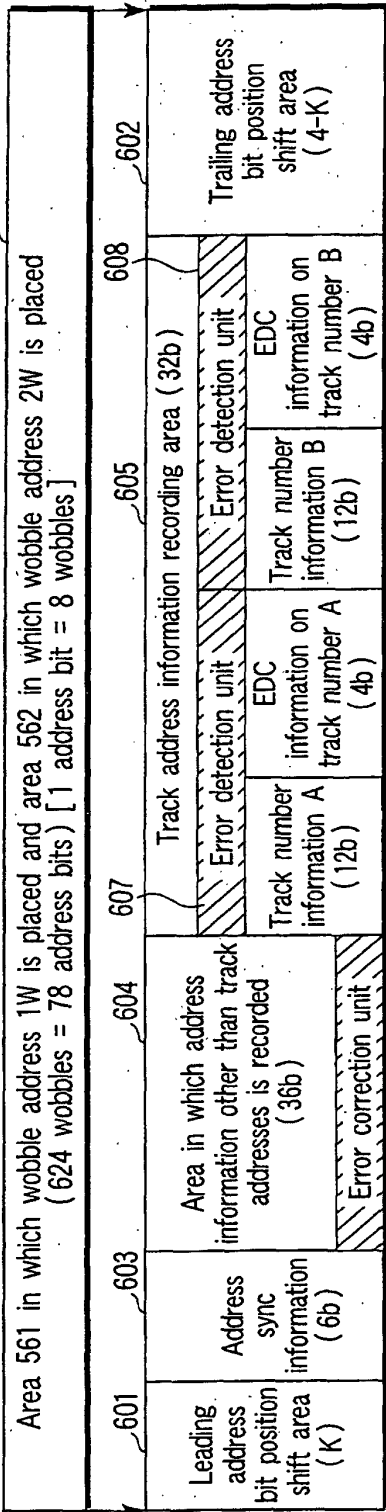 Area 561 in which wobble address 1W is placed and area 562 in which wobble address 2W is placed
(624 wobbles = 78 address bits) [1 address bit = 8 wobbles]
601
603
604
607
605
608
602
Leading
address
bit position
shift area
(K)
Address
sync
information
(6b)
Area in which address
information other than track
addresses is recorded
(36b)
Error correction unit
Track address information recording area (32b)
Error detection unit
Error detection unit
Track number
information A
(12b)
EDC
information on
track number A
(4b)
Track number
information B
(12b)
EDC
information on
track number B
(4b)
Trailing address
bit position
shift area
(4-K)